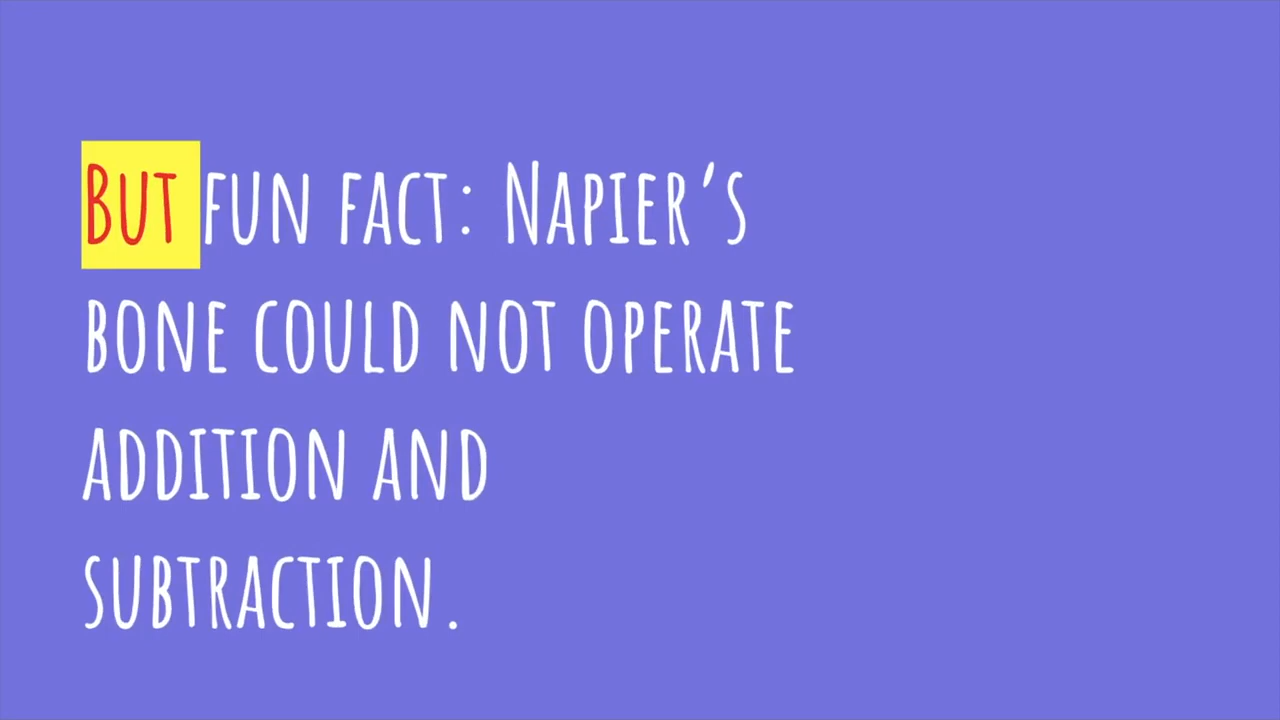 But fun fact: Napier's
bone could not operate
addition and
subtraction.